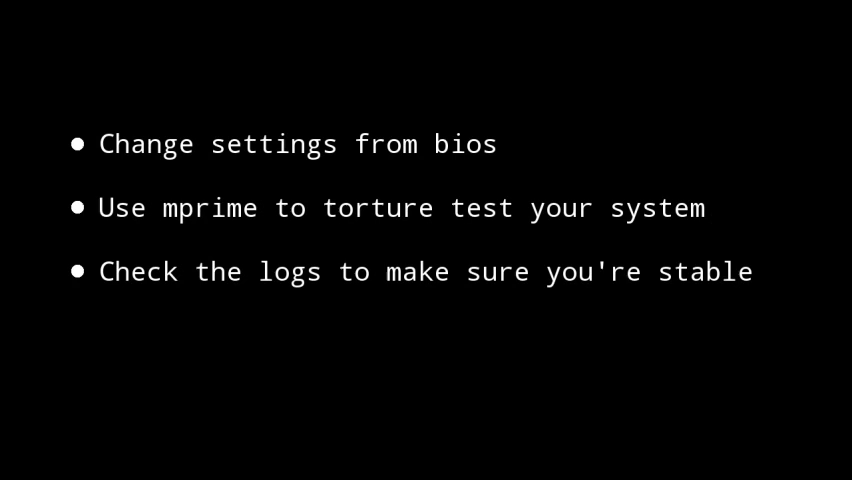 • Change settings from bios
• Use mprime to torture test your system
• Check the logs to make sure you're stable